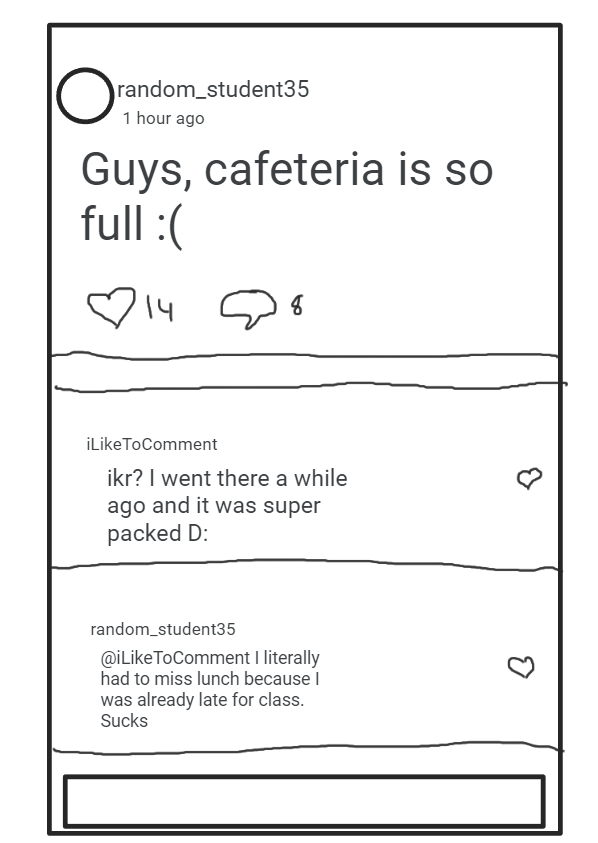 random_student35
1 hour ago
Guys, cafeteria is so
full :(
14 8
iLikeToComment
ikr? I went there a while
ago and it was super
packed D:
random_student35
@iLikeToComment I literally
had to miss lunch because I
was already late for class.
Sucks